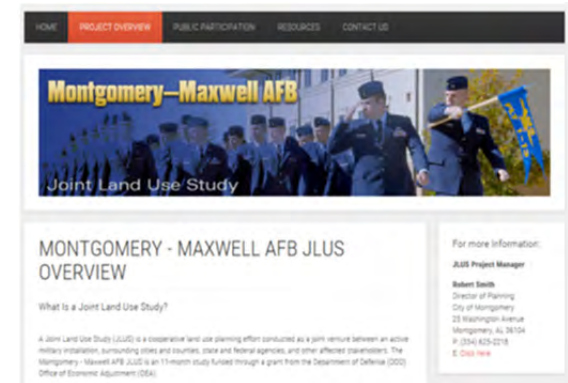 HOME PROJECT OVERVIEW PUBLIC PARTICIPATION RESOURCES CONTACT US
Montgomery—Maxwell AFB
Joint Land Use Study
MONTGOMERY - MAXWELL AFB JLUS
OVERVIEW
What Is a Joint Land Use Study?
A Joint Land Use Study (JLUS) is a cooperative land use planning effort conducted as a joint venture between an active
military installation, surrounding cities and counties, state and federal agencies, and other affected stakeholders. The
Montgomery - Maxwell AFB JLUS is an 11-month study funded through a grant from the Department of Defense (DOD)
Office of Economic Adjustment (OEA).
For more Information:
JLUS Project Manager
Robert Smith
Director of Planning
City of Montgomery
25 Washington Avenue
Montgomery, AL 36104
P: (334) 625-2218
E: Click Here